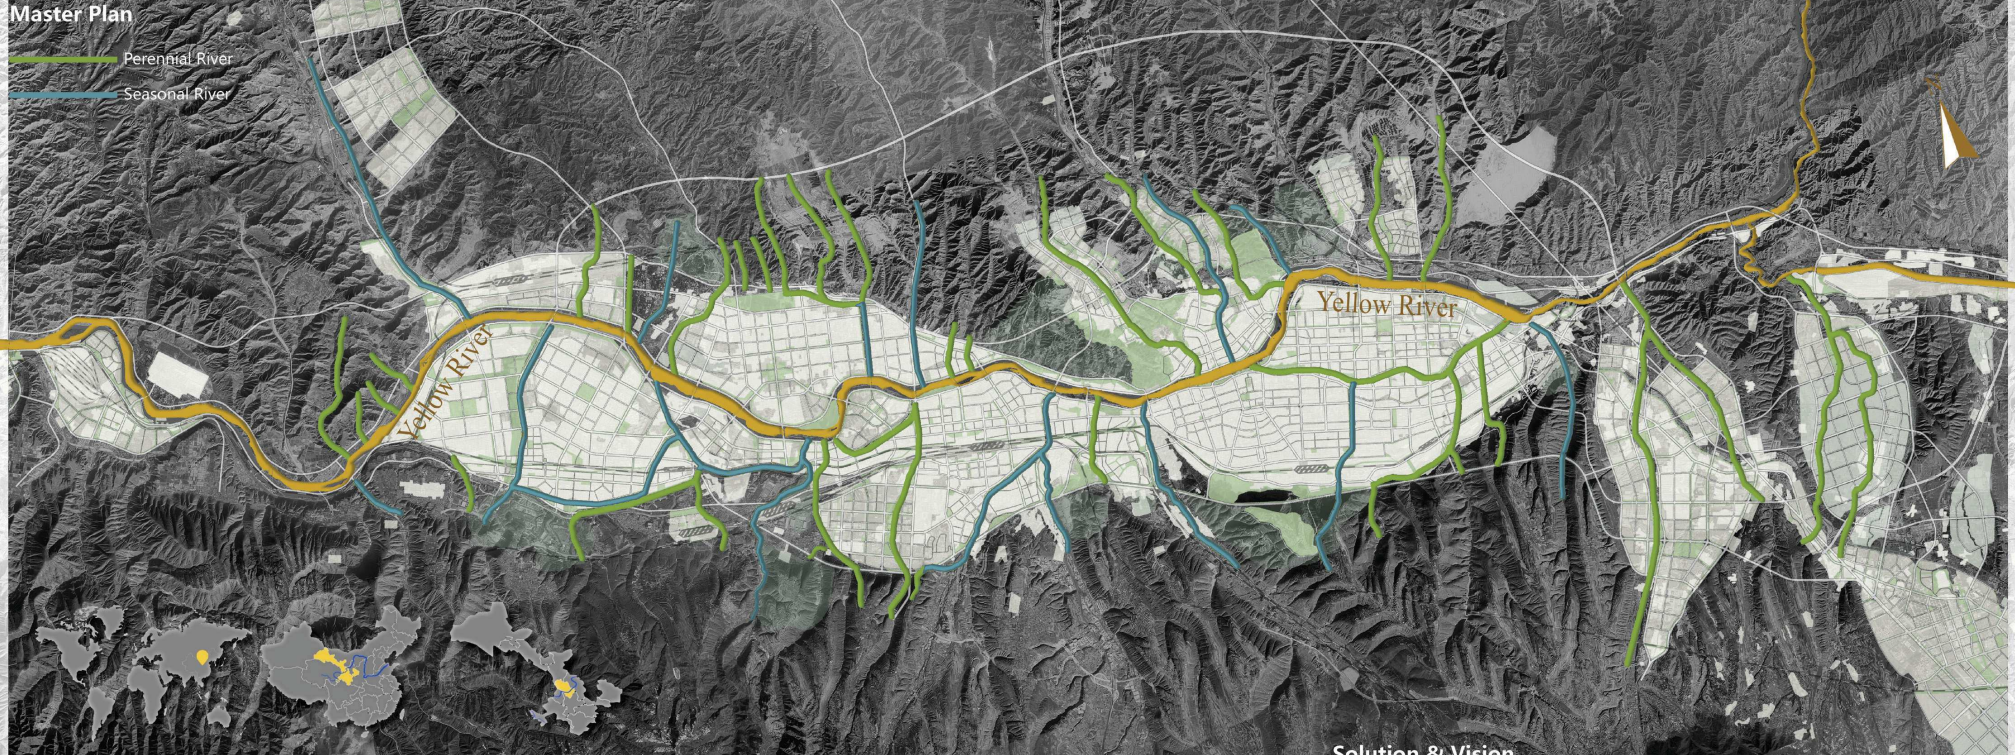 Master Plan
Perennial River
Seasonal River
Yellow River
Yellow River
Solution & Vision